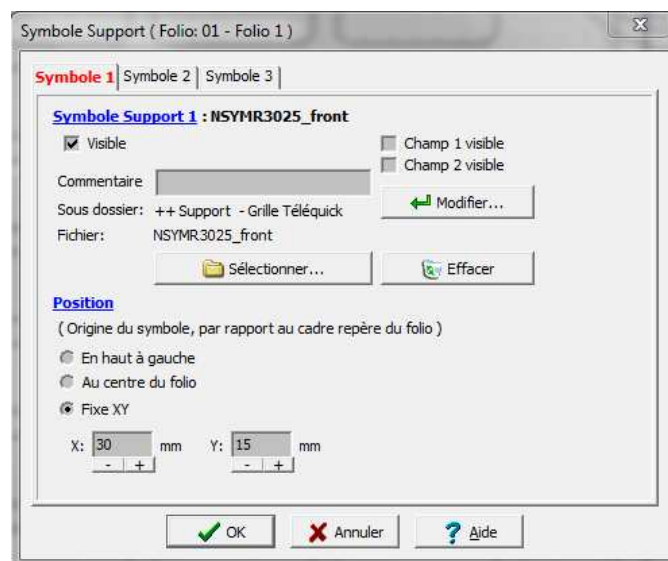 Symbole Support ( Folio: 01 - Folio 1 )
Symbole 1 Symbole 2 Symbole 3
Symbole Support 1 : NSYMR3025_front
Visible
Champ 1 visible
Champ 2 visible
Commentaire
Modifier...
Sous dossier: ++ Support - Grille Téléquick
Fichier: NSYMR3025_front
Sélectionner... Effacer
Position
( Origine du symbole, par rapport au cadre repère du folio )
En haut à gauche
Au centre du folio
Fixe XY
X: 30 mm Y: 15 mm
- + - +
OK Annuler ? Aide